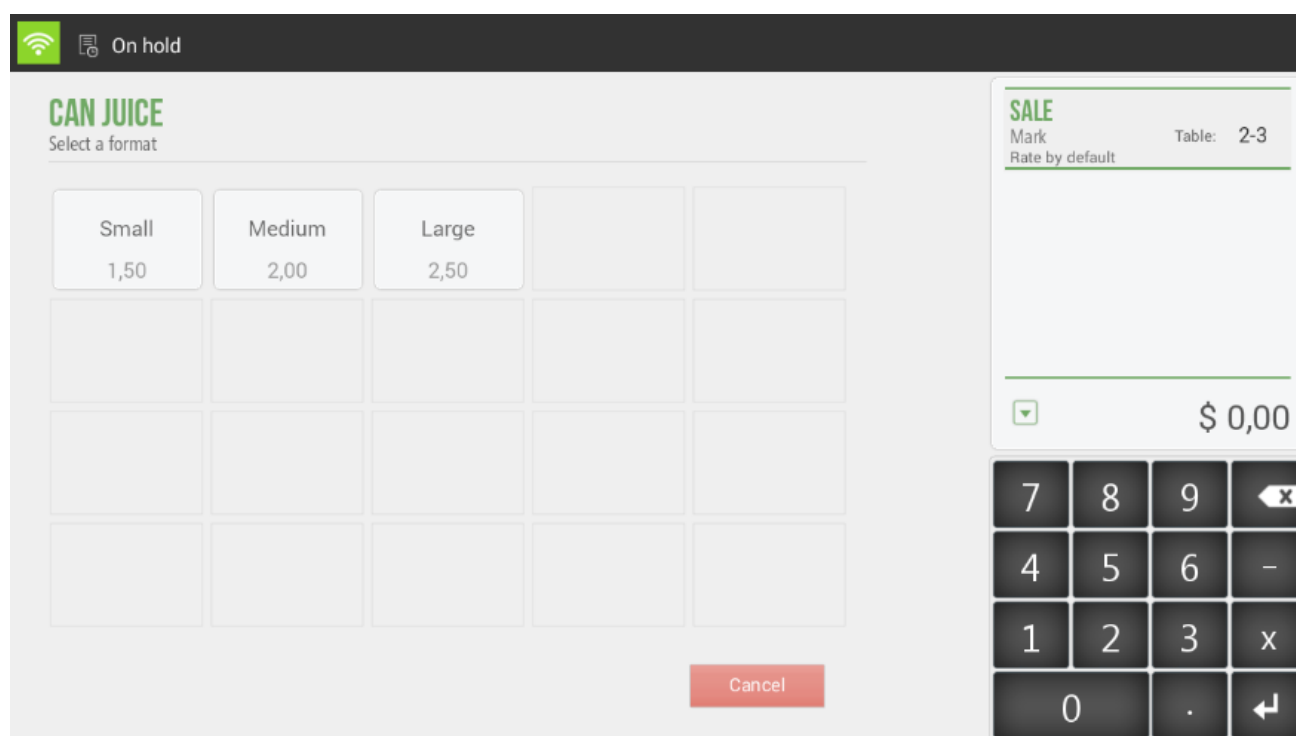 On hold
CAN JUICE
Select a format
Small Medium Large
1,50 2,00 2,50
Cancel
SALE
Mark Table: 2-3
Rate by default
$ 0,00
7 8 9 x
4 5 6 -
1 2 3 x
0 .